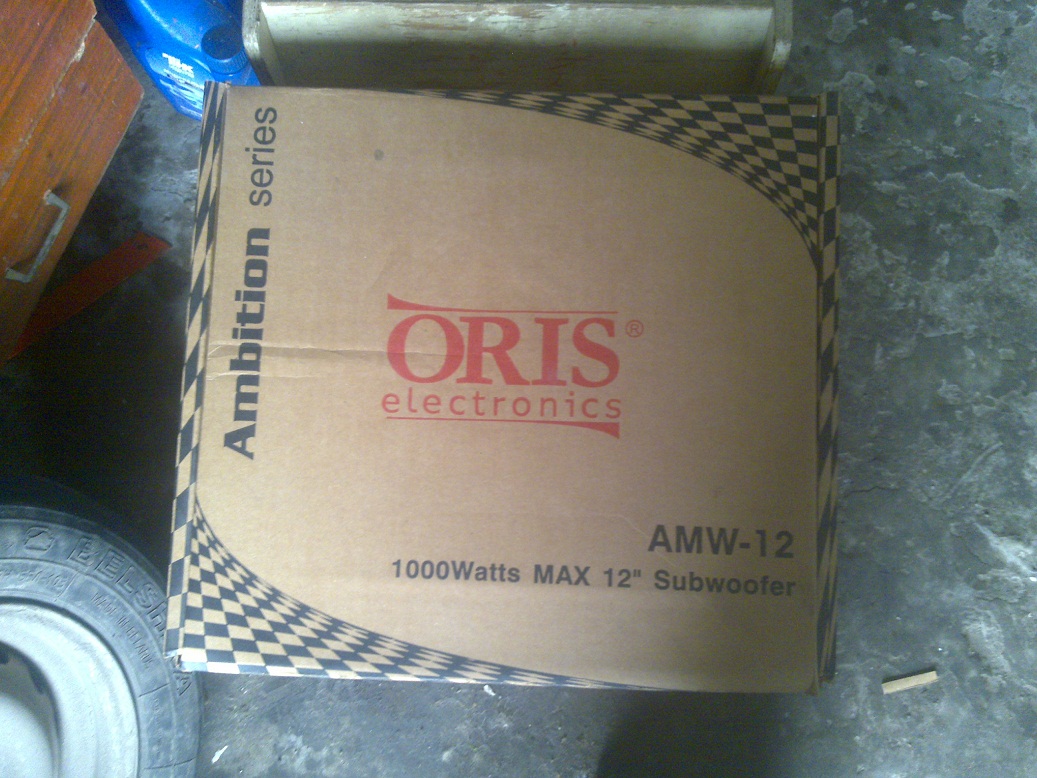 Ambition series
ORIS®
electronics
AMW-12
1000Watts MAX 12" Subwoofer